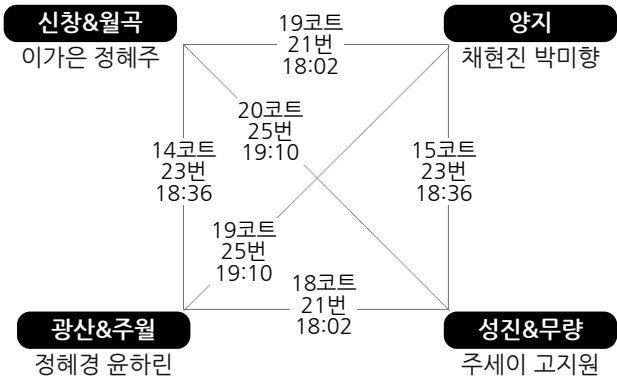 신창&월곡
이가은 정혜주
양지
채현진 박미향
19코트
21번
18:02
20코트
25번
19:10
14코트
23번
18:36
15코트
23번
18:36
19코트
25번
19:10
18코트
21번
18:02
광산&주월
정혜경 윤하린
성진&무량
주세이 고지원